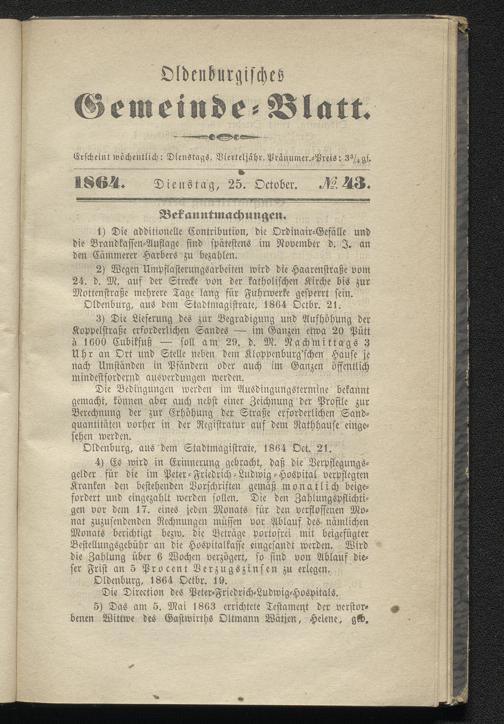 Oldenburgisches
Gemeinde-Blatt.
Erscheint wöchentlich: Dienstags. Vierteljähr. Pränumer.-Preis: 3¾ gſ.
1864. Dienstag, 25. October. № 43.
Bekanntmachungen.
1) Die additionelle Contribution, die Ordinair-Gefälle und
die Brandkaſſen-Auflage ſind ſpäteſtens im November d. J. an
den Cämmerer Harbers zu bezahlen.
2) Wegen Umpflaſterungsarbeiten wird die Haarenſtraße vom
24. d. M. auf der Strecke von der katholiſchen Kirche bis zur
Mottenſtraße mehrere Tage lang für Fuhrwerke geſperrt ſein.
Oldenburg, aus dem Stadtmagiſtrate, 1864 Octbr. 21.
3) Die Lieferung des zur Begradigung und Aufhöhung der
Koppelſtraße erforderlichen Sandes — im Ganzen etwa 20 Pütt
à 1600 Cubikfuß — ſoll am 29. d. M. Nachmittags 3
Uhr an Ort und Stelle neben dem Kloppenburg'ſchen Hauſe je
nach Umſtänden in Pfändern oder auch im Ganzen öffentlich
mindeſtfordernd ausverdungen werden.
Die Bedingungen werden im Ausdingungstermine bekannt
gemacht, können aber auch nebſt einer Zeichnung der Profile zur
Berechnung der zur Erhöhung der Straße erforderlichen Sand-
quantitäten vorher in der Regiſtratur auf dem Rathhauſe einge-
ſehen werden.
Oldenburg, aus dem Stadtmagiſtrate, 1864 Oct. 21.
4) Es wird in Erinnerung gebracht, daß die Verpflegungs-
gelder für die im Peter-Friedrich-Ludwig-Hospital verpflegten
Kranken den beſtehenden Vorſchriften gemäß monatlich beige-
fordert und eingezahlt werden ſollen. Die den Zahlungspflichti-
gen vor dem 17. eines jeden Monats für den verfloſſenen Mo-
nat zuzuſendenden Rechnungen müſſen vor Ablauf des nämlichen
Monats berichtigt bezw. die Beträge portofrei mit beigefügter
Beſtellungsgebühr an die Hospitalkaſſe eingeſandt werden. Wird
die Zahlung über 6 Wochen verzögert, ſo ſind von Ablauf die-
ſer Friſt an 5 Procent Verzugszinſen zu erlegen.
Oldenburg, 1864 Octbr. 19.
Die Direction des Peter-Friedrich-Ludwig-Hospitals.
5) Das am 5. Mai 1863 errichtete Teſtament der verſtor-
benen Wittwe des Gaſtwirths Oltmann Wätjen, Helene, geb.